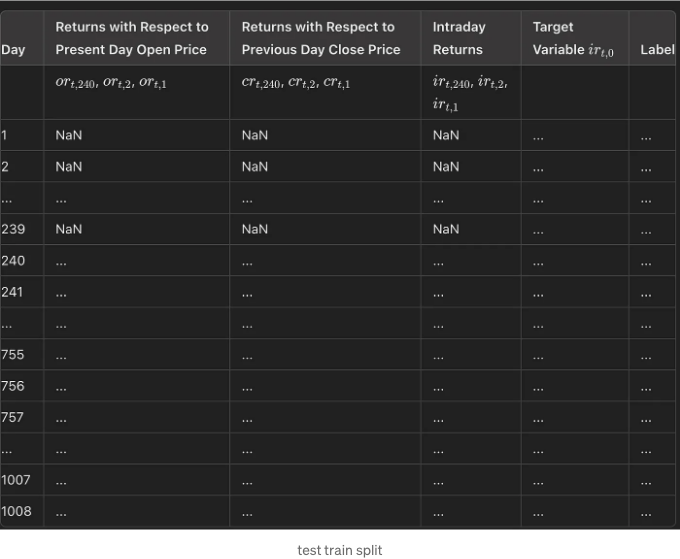 Day | Returns with Respect to Present Day Open Price | Returns with Respect to Previous Day Close Price | Intraday Returns | Target Variable ir_{t,0} | Label
or_{t,240}, or_{t,2}, or_{t,1} | cr_{t,240}, cr_{t,2}, cr_{t,1} | ir_{t,240}, ir_{t,2}, ir_{t,1}
1 | NaN | NaN | NaN | ... | ...
2 | NaN | NaN | NaN | ... | ...
... | ... | ... | ... | ... | ...
239 | NaN | NaN | NaN | ... | ...
240 | ... | ... | ... | ... | ...
241 | ... | ... | ... | ... | ...
... | ... | ... | ... | ... | ...
755 | ... | ... | ... | ... | ...
756 | ... | ... | ... | ... | ...
757 | ... | ... | ... | ... | ...
... | ... | ... | ... | ... | ...
1007 | ... | ... | ... | ... | ...
1008 | ... | ... | ... | ... | ...
test train split